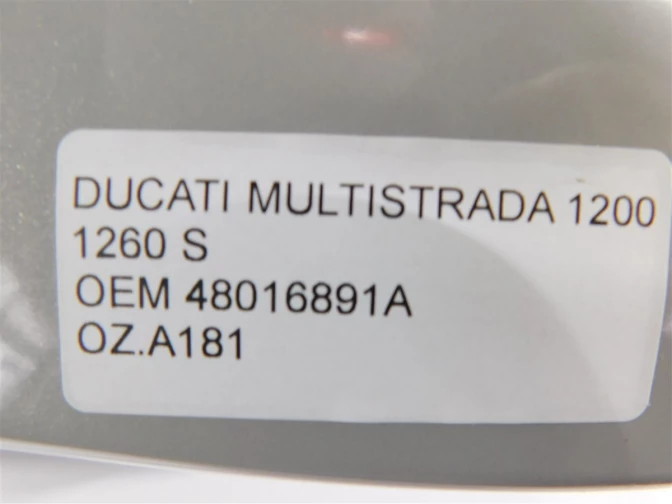 DUCATI MULTISTRADA 1200
1260 S
OEM 48016891A
OZ.A181